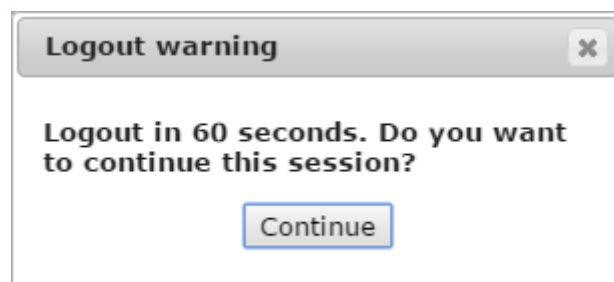 Logout warning
Logout in 60 seconds. Do you want
to continue this session?
Continue